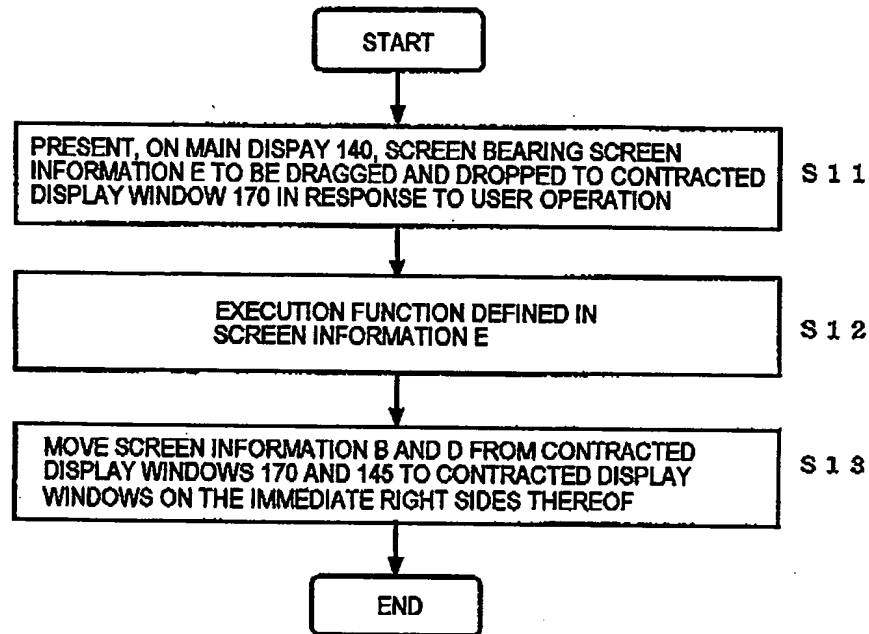 START
PRESENT, ON MAIN DISPAY 140, SCREEN BEARING SCREEN
INFORMATION E TO BE DRAGGED AND DROPPED TO CONTRACTED
DISPLAY WINDOW 170 IN RESPONSE TO USER OPERATION
S11
EXECUTION FUNCTION DEFINED IN
SCREEN INFORMATION E
S12
MOVE SCREEN INFORMATION B AND D FROM CONTRACTED
DISPLAY WINDOWS 170 AND 145 TO CONTRACTED DISPLAY
WINDOWS ON THE IMMEDIATE RIGHT SIDES THEREOF
S13
END